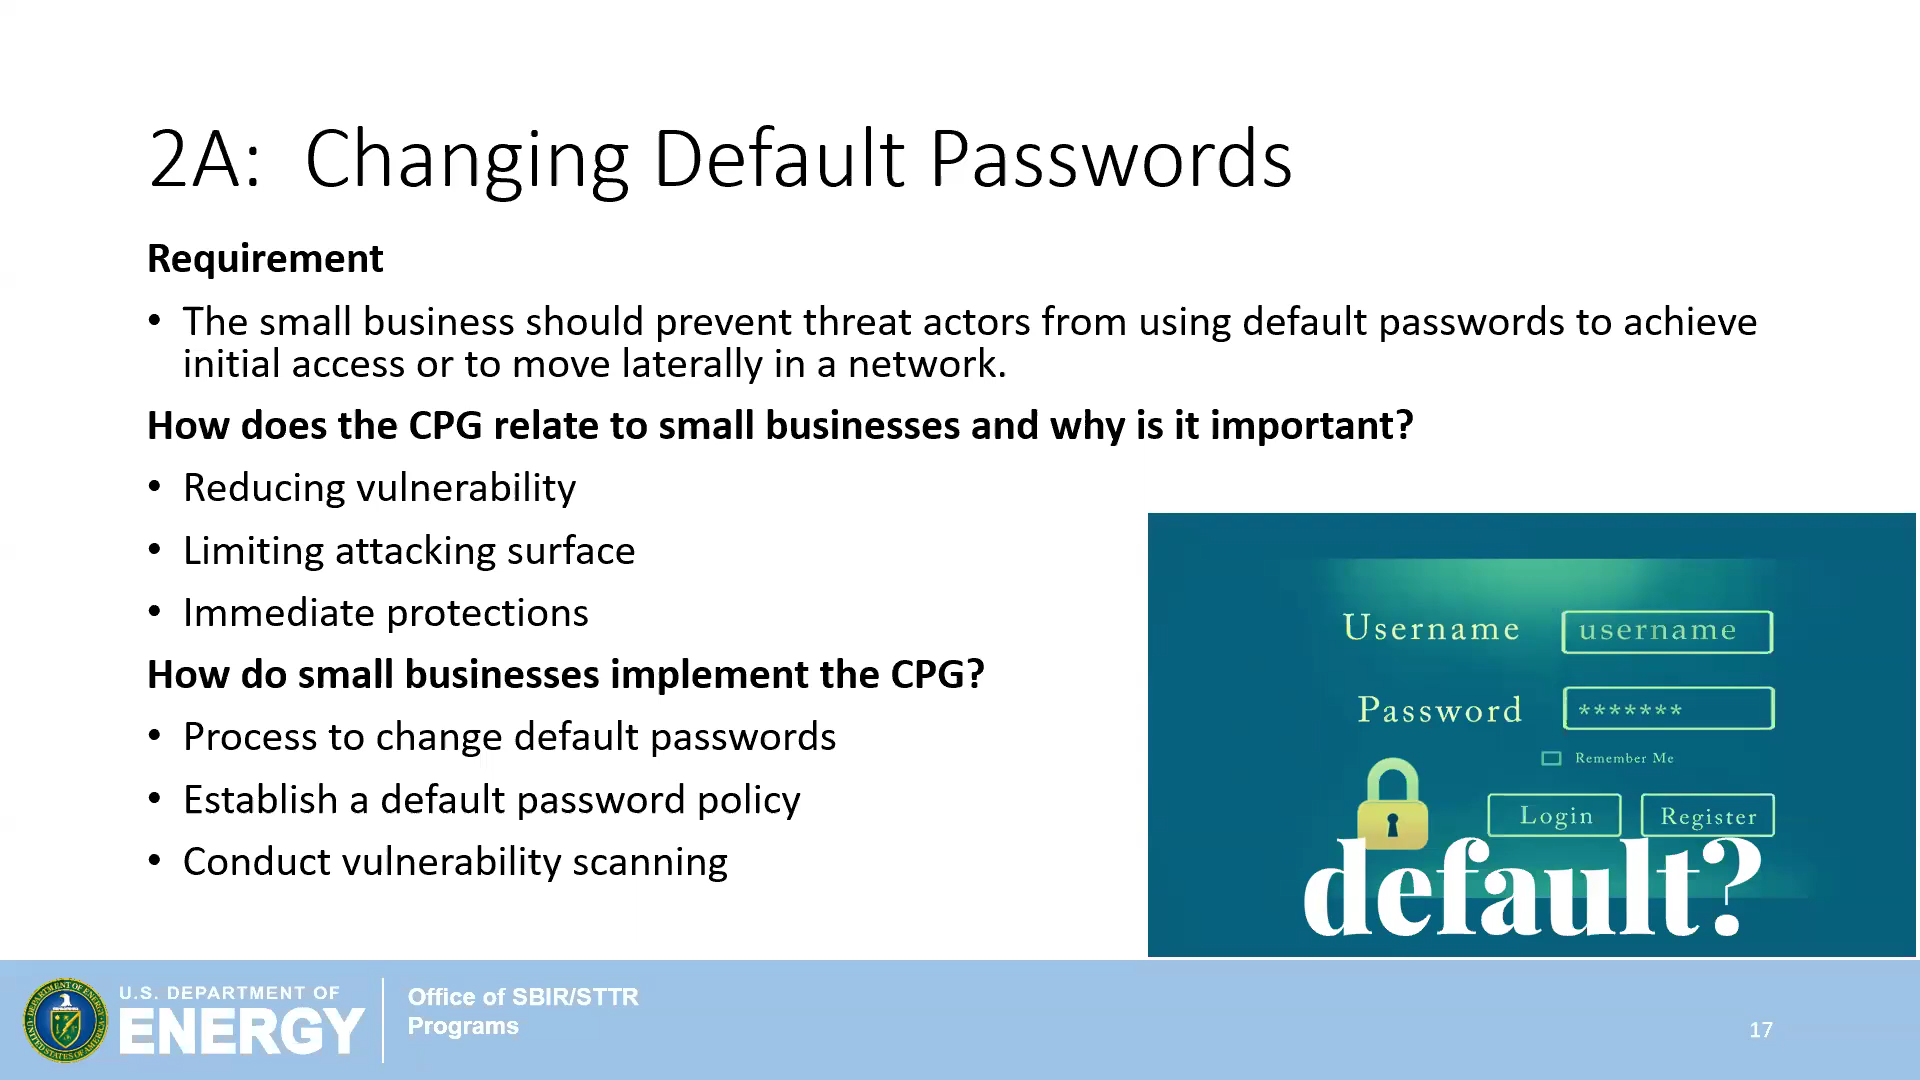 2A: Changing Default Passwords
Requirement
• The small business should prevent threat actors from using default passwords to achieve
initial access or to move laterally in a network.
How does the CPG relate to small businesses and why is it important?
• Reducing vulnerability
• Limiting attacking surface
• Immediate protections
How do small businesses implement the CPG?
• Process to change default passwords
• Establish a default password policy
• Conduct vulnerability scanning
Username username
Password *******
Remember Me
Login Register
default?
U.S. DEPARTMENT OF
ENERGY
Office of SBIR/STTR
Programs
17